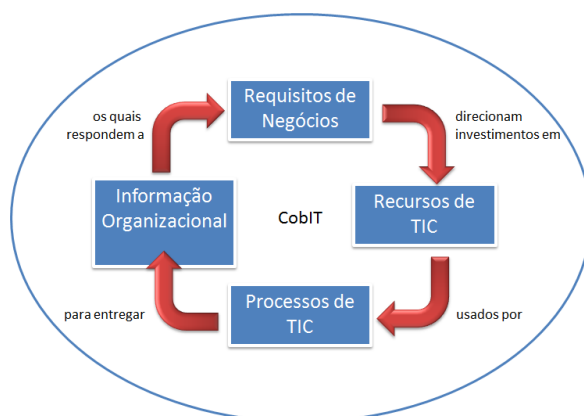 Requisitos de
Negócios
direcionam
investimentos em
Recursos de
TIC
usados por
Processos de
TIC
para entregar
Informação
Organizacional
os quais
respondem a
CobIT